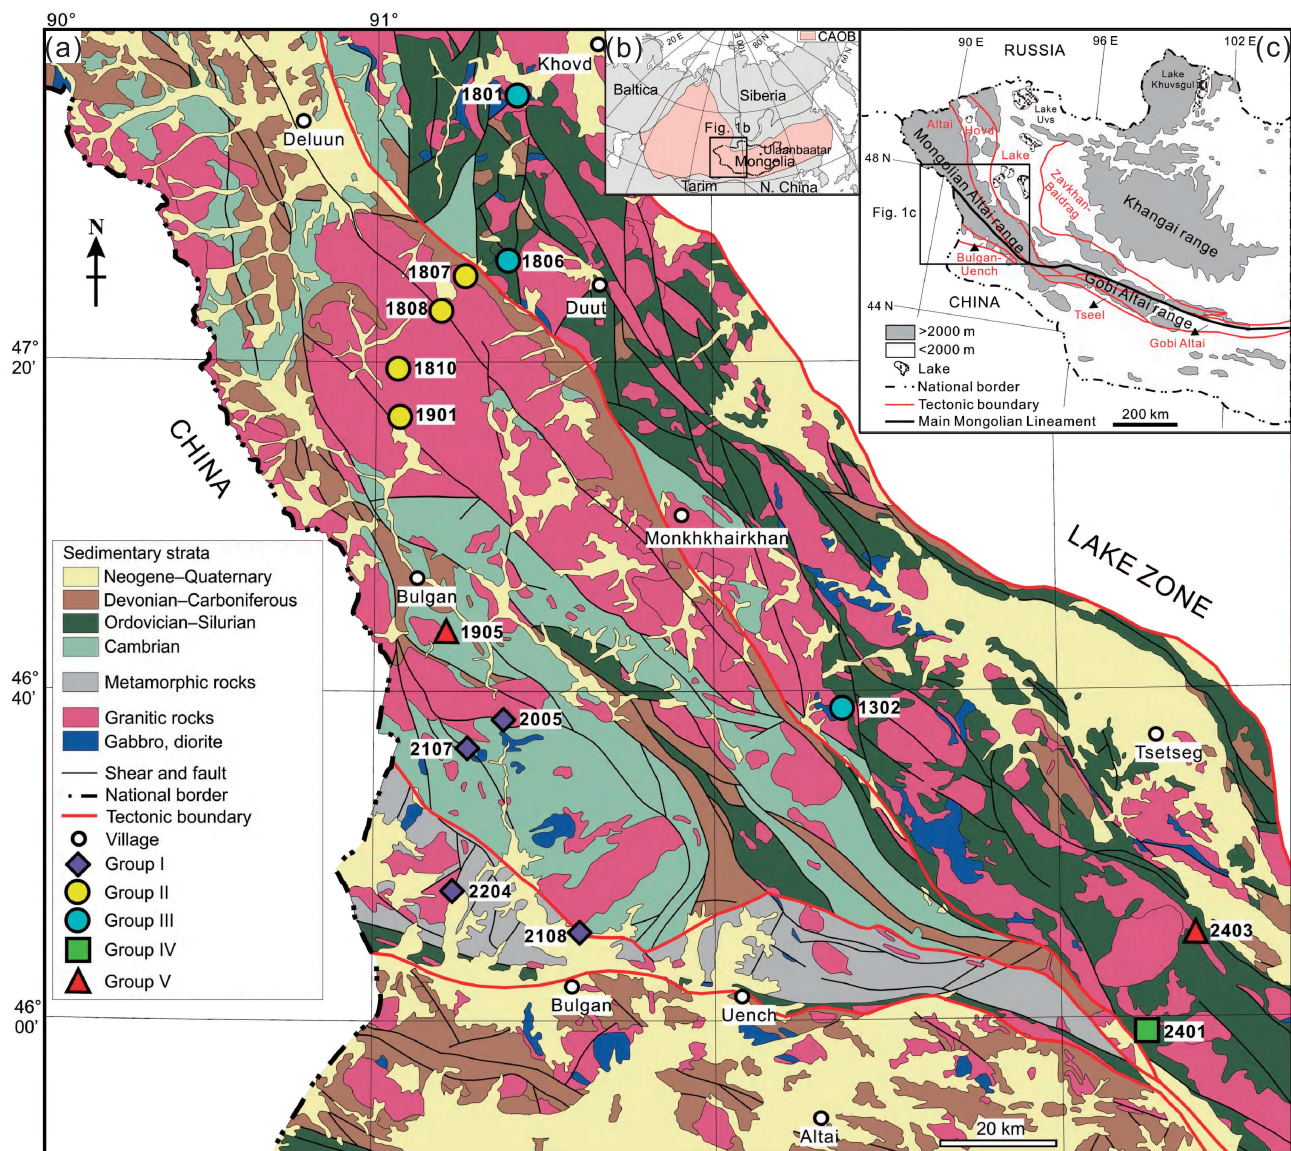 90°
91°
(a)
Khovd
1801
Deluun
N
1807
1806
1808
Duut
47°
20'
1810
1901
CHINA
Monkhkhairkhan
LAKE ZONE
Bulgan
1905
46°
40'
2005
1302
2107
Tsetseg
2204
2108
2403
Bulgan
Uench
46°
00'
2401
Altai
20 km
Sedimentary strata
Neogene–Quaternary
Devonian–Carboniferous
Ordovician–Silurian
Cambrian
Metamorphic rocks
Granitic rocks
Gabbro, diorite
Shear and fault
National border
Tectonic boundary
Village
Group I
Group II
Group III
Group IV
Group V
(b)
20 E
100 E
80 N
60 N
CAOB
Baltica
Siberia
Fig. 1b
Ulaanbaatar
Mongolia
Tarim
N. China
90 E
RUSSIA
96 E
102 E
(c)
Lake
Khuvsgul
Lake
Uvs
Altai
Hovd
Lake
48 N
Mongolian Altai range
Zavkhan-
Baidrag
Khangai range
Fig. 1c
Bulgan-
Uench
CHINA
Gobi Altai range
44 N
Tseel
Gobi Altai
>2000 m
<2000 m
Lake
National border
Tectonic boundary
Main Mongolian Lineament
200 km